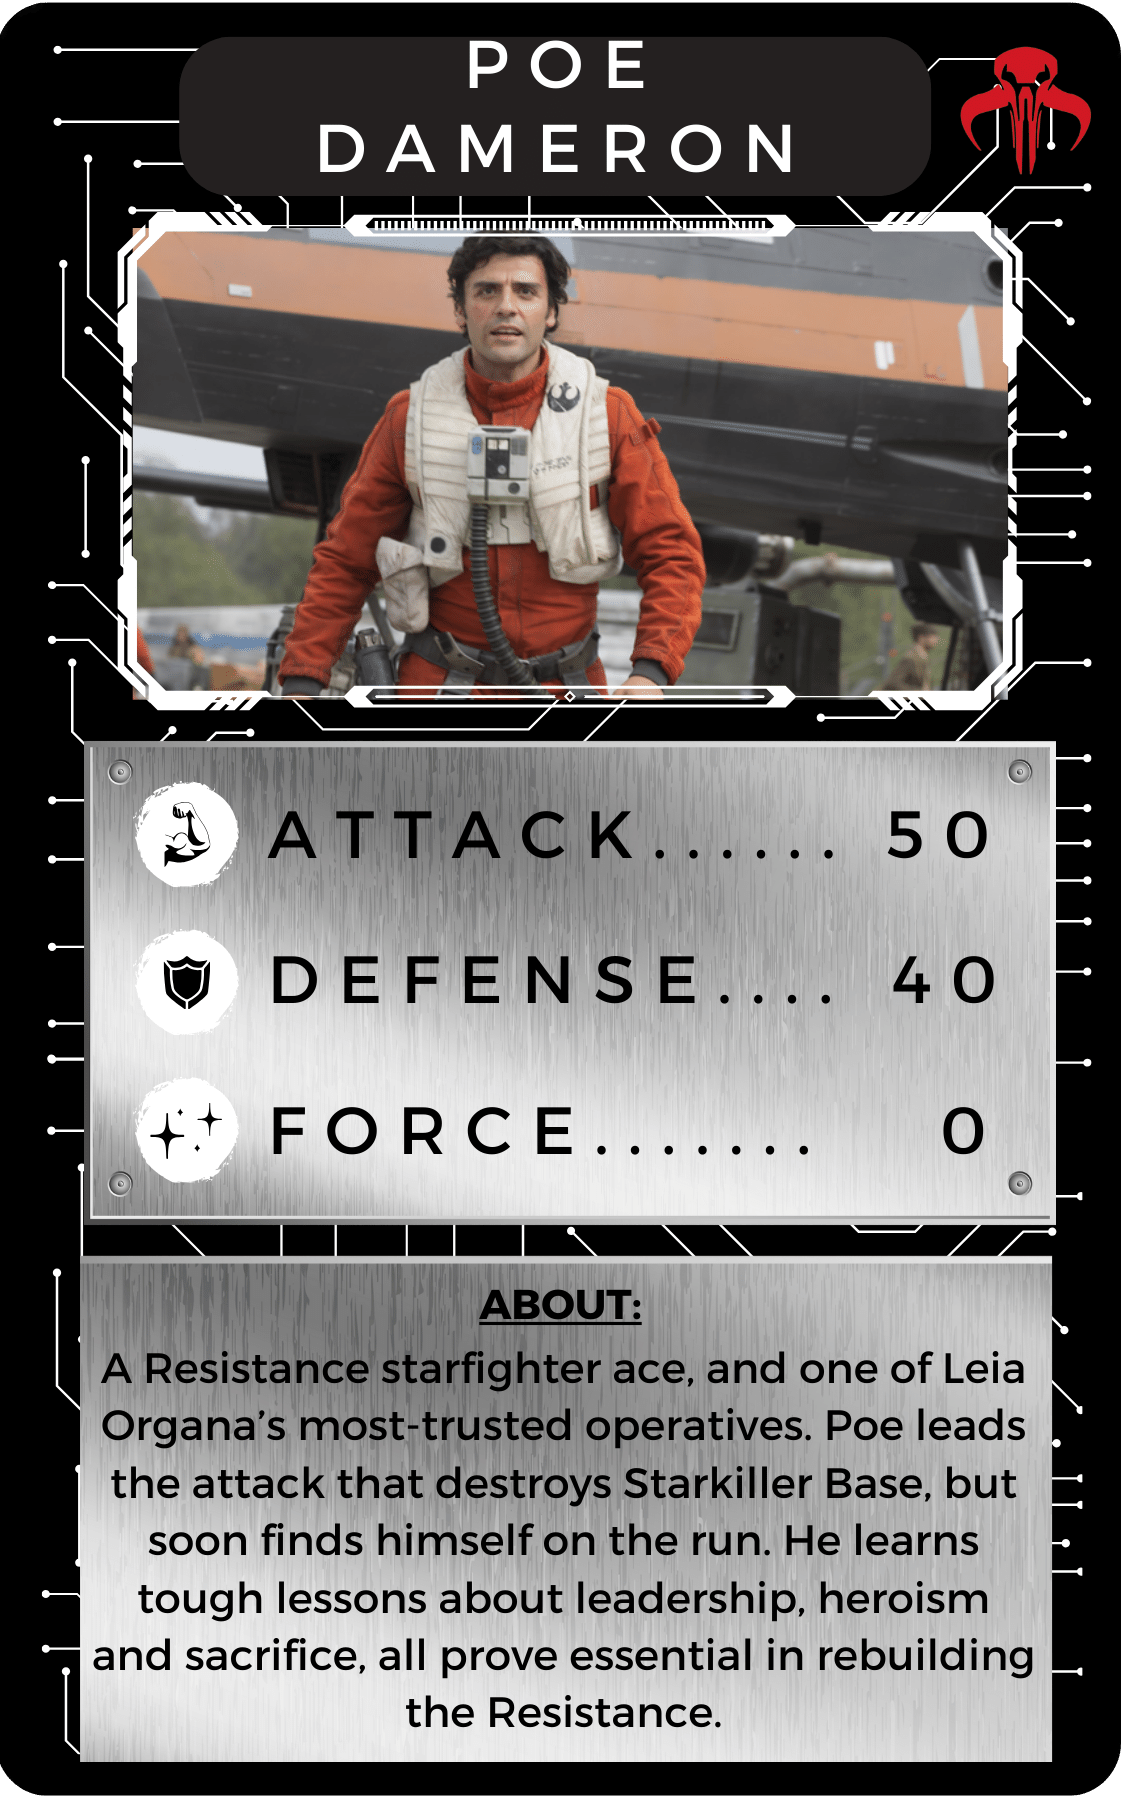 POE
DAMERON
ATTACK...... 50
DEFENSE.... 40
FORCE....... 0
ABOUT:
A Resistance starfighter ace, and one of Leia
Organa’s most-trusted operatives. Poe leads
the attack that destroys Starkiller Base, but
soon finds himself on the run. He learns
tough lessons about leadership, heroism
and sacrifice, all prove essential in rebuilding
the Resistance.